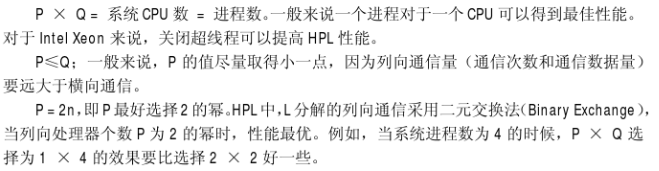 P × Q = 系统 CPU 数 = 进程数。一般来说一个进程对于一个 CPU 可以得到最佳性能。
对于 Intel Xeon 来说，关闭超线程可以提高 HPL 性能。
P≤Q；一般来说，P 的值尽量取得小一点，因为列向通信量（通信次数和通信数据量）
要远大于横向通信。
P = 2n，即 P 最好选择 2 的幂。HPL 中，L 分解的列向通信采用二元交换法（Binary Exchange），
当列向处理器个数 P 为 2 的幂时，性能最优。例如，当系统进程数为 4 的时候，P × Q 选
择为 1 × 4 的效果要比选择 2 × 2 好一些。